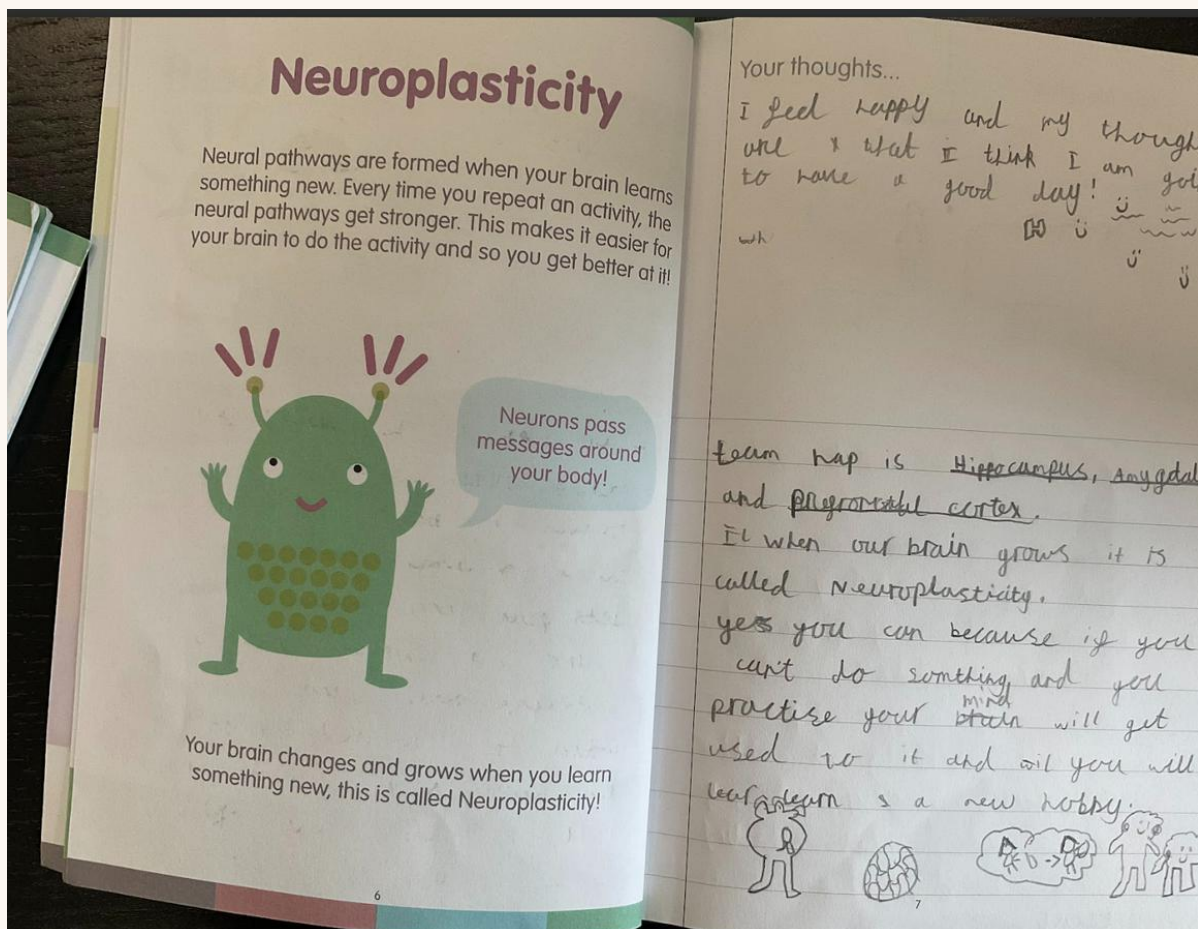 Neuroplasticity
Neural pathways are formed when your brain learns
something new. Every time you repeat an activity, the
neural pathways get stronger. This makes it easier for
your brain to do the activity and so you get better at it!
Neurons pass
messages around
your body!
Your brain changes and grows when you learn
something new, this is called Neuroplasticity!
6
Your thoughts...
I feel happy and my though
are what I think I am goi
to have a good day!
wh
team hap is Hippocampus, Amygdal
and cortex.
when our brain grows it is
called Neuroplasticity.
yes you can because if you
can't do somthing and you
mind
practise your brain will get
used to it and you will
learn a new hobby.
7